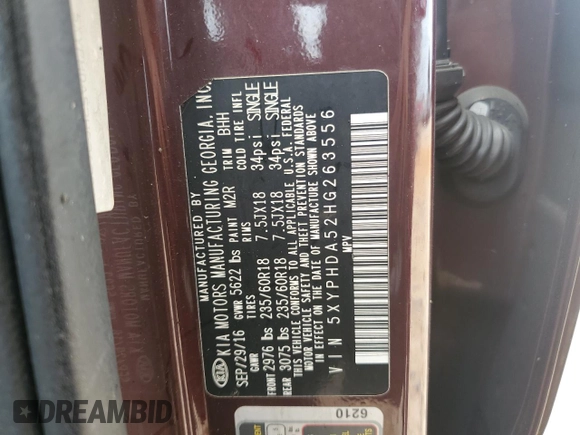 MANUFACTURED BY
KIA KIA MOTORS MANUFACTURING GEORGIA, INC.
SEP/29/16 GVWR 5622 lbs PAINT M2R TRIM BHH
GAWR TIRES RIMS COLD TIRE INFL
FRONT 2976 lbs 235/60R18 7.5JX18 34psi SINGLE
REAR 3075 lbs 235/60R18 7.5JX18 34psi SINGLE
THIS VEHICLE CONFORMS TO ALL APPLICABLE U.S.A. FEDERAL
MOTOR VEHICLE SAFETY AND THEFT PREVENTION STANDARDS
IN EFFECT ON THE DATE OF MANUFACTURE SHOWN ABOVE
VIN 5XYPHDA52HG263556
MPV
6210
DREAMBID